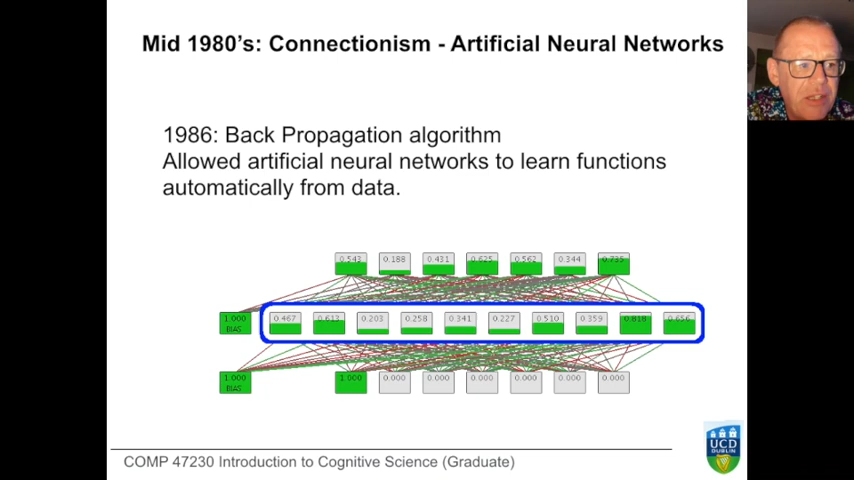 Mid 1980's: Connectionism - Artificial Neural Networks
1986: Back Propagation algorithm
Allowed artificial neural networks to learn functions
automatically from data.
0.543 0.188 0.431 0.625 0.562 0.344 0.735
1.000 0.467 0.613 0.203 0.258 0.341 0.227 0.510 0.359 0.818 0.656
BIAS
1.000 1.000 0.000 0.000 0.000 0.000 0.000 0.000
BIAS
UCD
DUBLIN
COMP 47230 Introduction to Cognitive Science (Graduate)